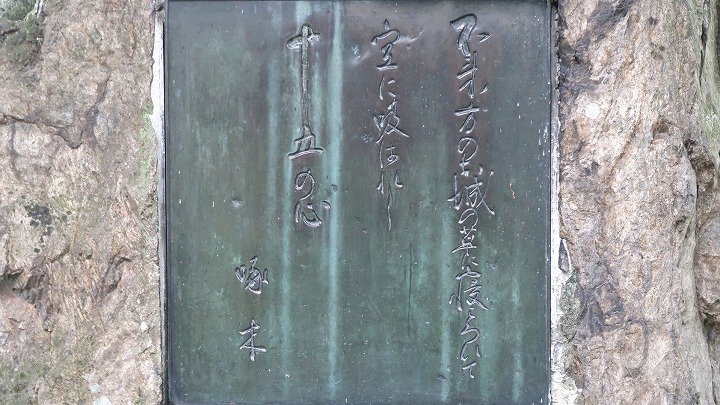 不来方のお城の草に寝ころびて
空に吸はれし
十五の心
啄木